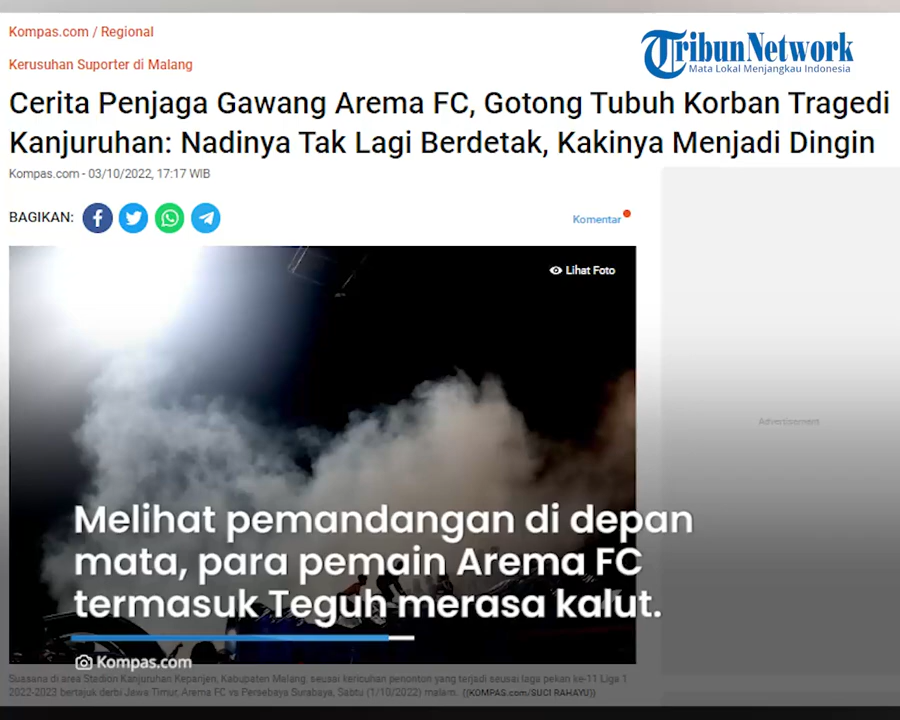 Kompas.com / Regional
TribunNetwork
Mata Lokal Menjangkau Indonesia
Kerusuhan Suporter di Malang
Cerita Penjaga Gawang Arema FC, Gotong Tubuh Korban Tragedi
Kanjuruhan: Nadinya Tak Lagi Berdetak, Kakinya Menjadi Dingin
Kompas.com - 03/10/2022, 17:17 WIB
BAGIKAN:
Komentar
Lihat Foto
Advertisement
Melihat pemandangan di depan
mata, para pemain Arema FC
termasuk Teguh merasa kalut.
Kompas.com
Suasana di area Stadion Kanjuruhan Kepanjen, Kabupaten Malang, seusai kericuhan penonton yang terjadi seusai laga pekan ke-11 Liga 1
2022-2023 bertajuk derbi Jawa Timur, Arema FC vs Persebaya Surabaya, Sabtu (1/10/2022) malam. ((KOMPAS.com/SUCI RAHAYU))